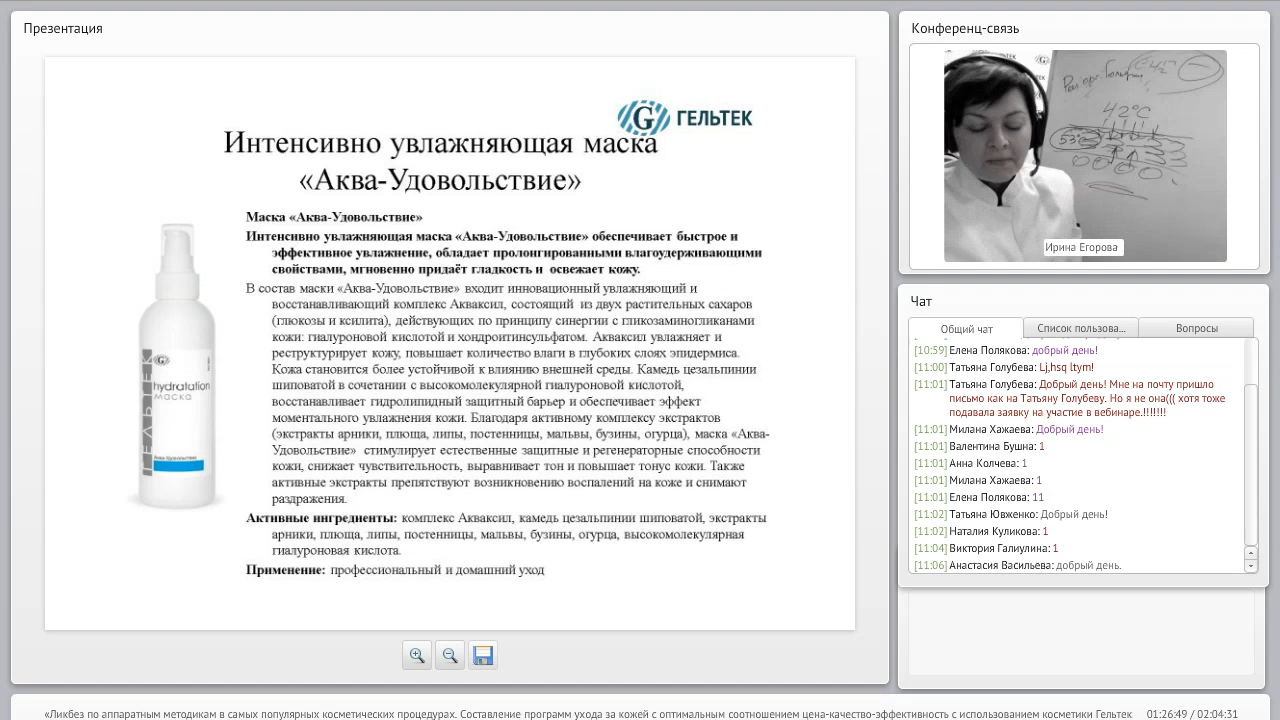 Презентация
ГЕЛЬТЕК
Интенсивно увлажняющая маска
«Аква-Удовольствие»
Маска «Аква-Удовольствие»
Интенсивно увлажняющая маска «Аква-Удовольствие» обеспечивает быстрое и
эффективное увлажнение, обладает пролонгированными влагоудерживающими
свойствами, мгновенно придаёт гладкость и освежает кожу.
В состав маски «Аква-Удовольствие» входит инновационный увлажняющий и
восстанавливающий комплекс Акваксил, состоящий из двух растительных сахаров
(глюкозы и ксилита), действующих по принципу синергии с гликозаминогликанами
кожи: гиалуроновой кислотой и хондроитинсульфатом. Акваксил увлажняет и
реструктурирует кожу, повышает количество влаги в глубоких слоях эпидермиса.
Кожа становится более устойчивой к влиянию внешней среды. Камедь цезальпинии
шиповатой в сочетании с высокомолекулярной гиалуроновой кислотой,
восстанавливает гидролипидный защитный барьер и обеспечивает эффект
моментального увлажнения кожи. Благодаря активному комплексу экстрактов
(экстракты арники, плюща, липы, постенницы, мальвы, бузины, огурца), маска «Аква-
Удовольствие» стимулирует естественные защитные и регенераторные способности
кожи, снижает чувствительность, выравнивает тон и повышает тонус кожи. Также
активные экстракты препятствуют возникновению воспалений на коже и снимают
раздражения.
Активные ингредиенты: комплекс Акваксил, камедь цезальпинии шиповатой, экстракты
арники, плюща, липы, постенницы, мальвы, бузины, огурца, высокомолекулярная
гиалуроновая кислота.
Применение: профессиональный и домашний уход
ГЕЛЬТЕК
hydratation
маска
Аква-Удовольствие
Конференц-связь
42°C
53°C
Ирина Егорова
Чат
Общий чат
Список пользова...
Вопросы
[10:59] Елена Полякова: добрый день!
[11:00] Татьяна Голубева: Lj,hsq ltym!
[11:01] Татьяна Голубева: Добрый день! Мне на почту пришло
письмо как на Татьяну Голубеву. Но я не она((( хотя тоже
подавала заявку на участие в вебинаре.!!!!!!!
[11:01] Милана Хажаева: Добрый день!
[11:01] Валентина Бушна: 1
[11:01] Анна Колчева: 1
[11:01] Милана Хажаева: 1
[11:01] Елена Полякова: 11
[11:02] Татьяна Ювженко: Добрый день!
[11:02] Наталия Куликова: 1
[11:04] Виктория Галиулина: 1
[11:06] Анастасия Васильева: добрый день.
«Ликбез по аппаратным методикам в самых популярных косметических процедурах. Составление программ ухода за кожей с оптимальным соотношением цена-качество-эффективность с использованием косметики Гельтек
01:26:49 / 02:04:31